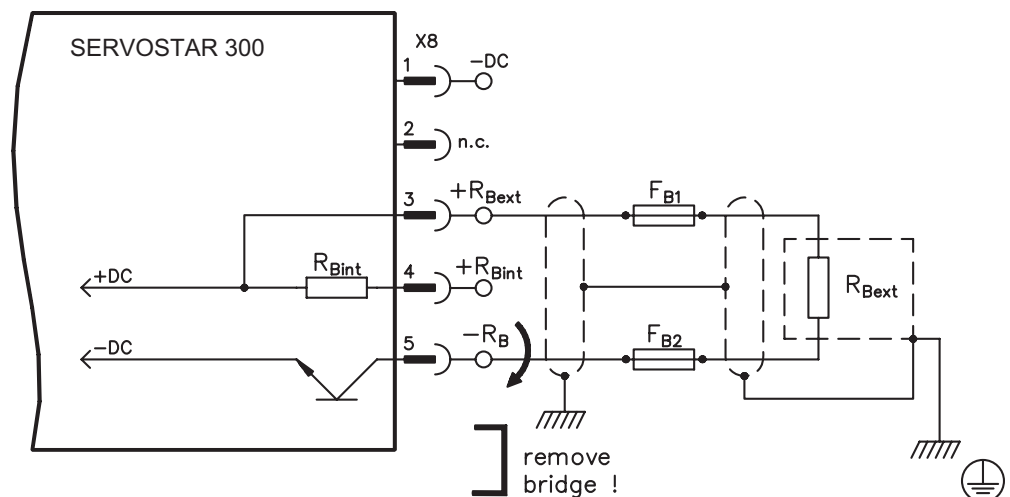 SERVOSTAR 300
X8
1
-DC
2
n.c.
3
+RBext
FB1
+DC
RBint
4
+RBint
RBext
-DC
5
-RB
FB2
remove
bridge !